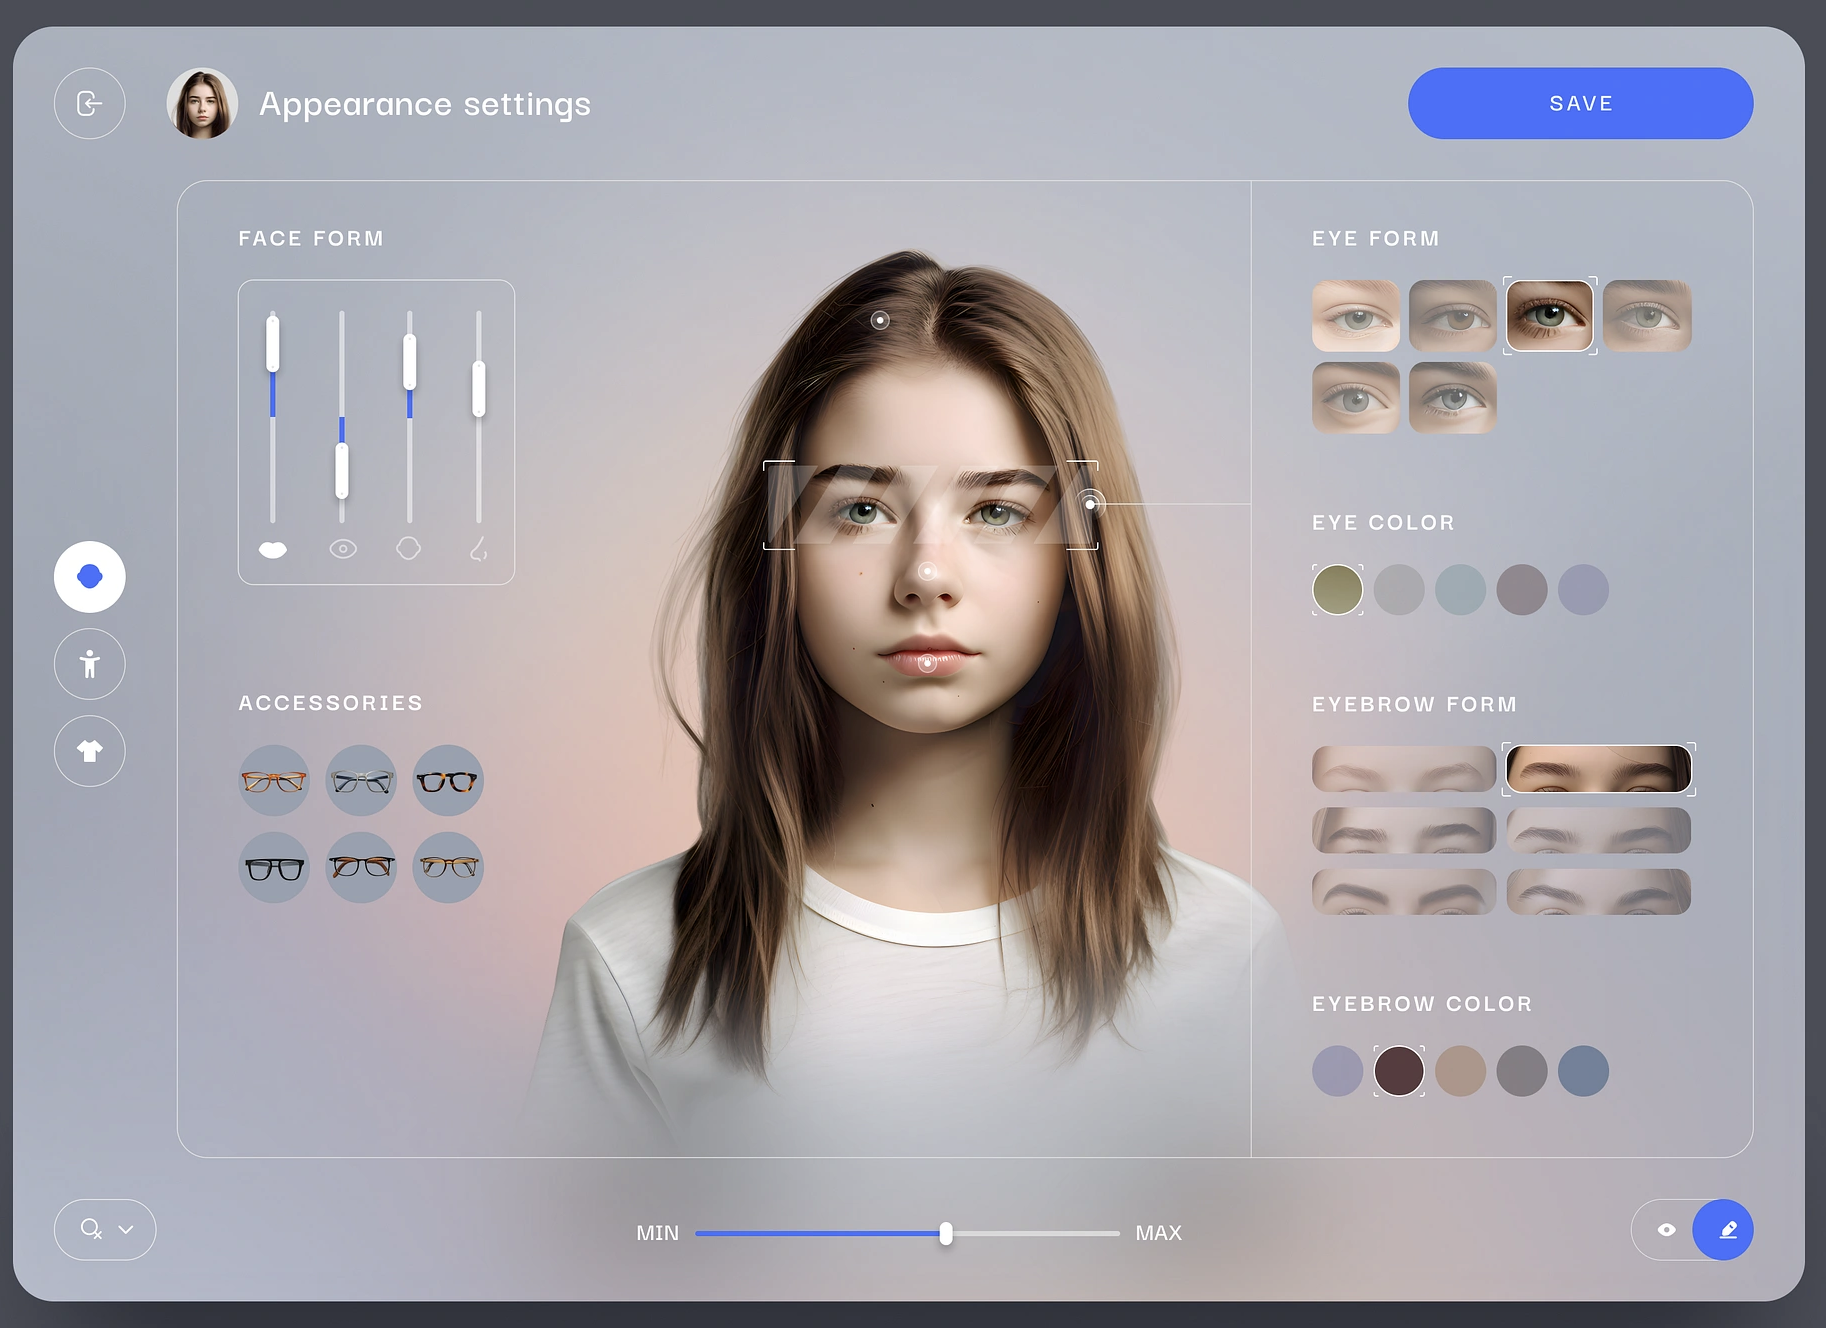 Appearance settings
SAVE
FACE FORM
ACCESSORIES
EYE FORM
EYE COLOR
EYEBROW FORM
EYEBROW COLOR
MIN
MAX